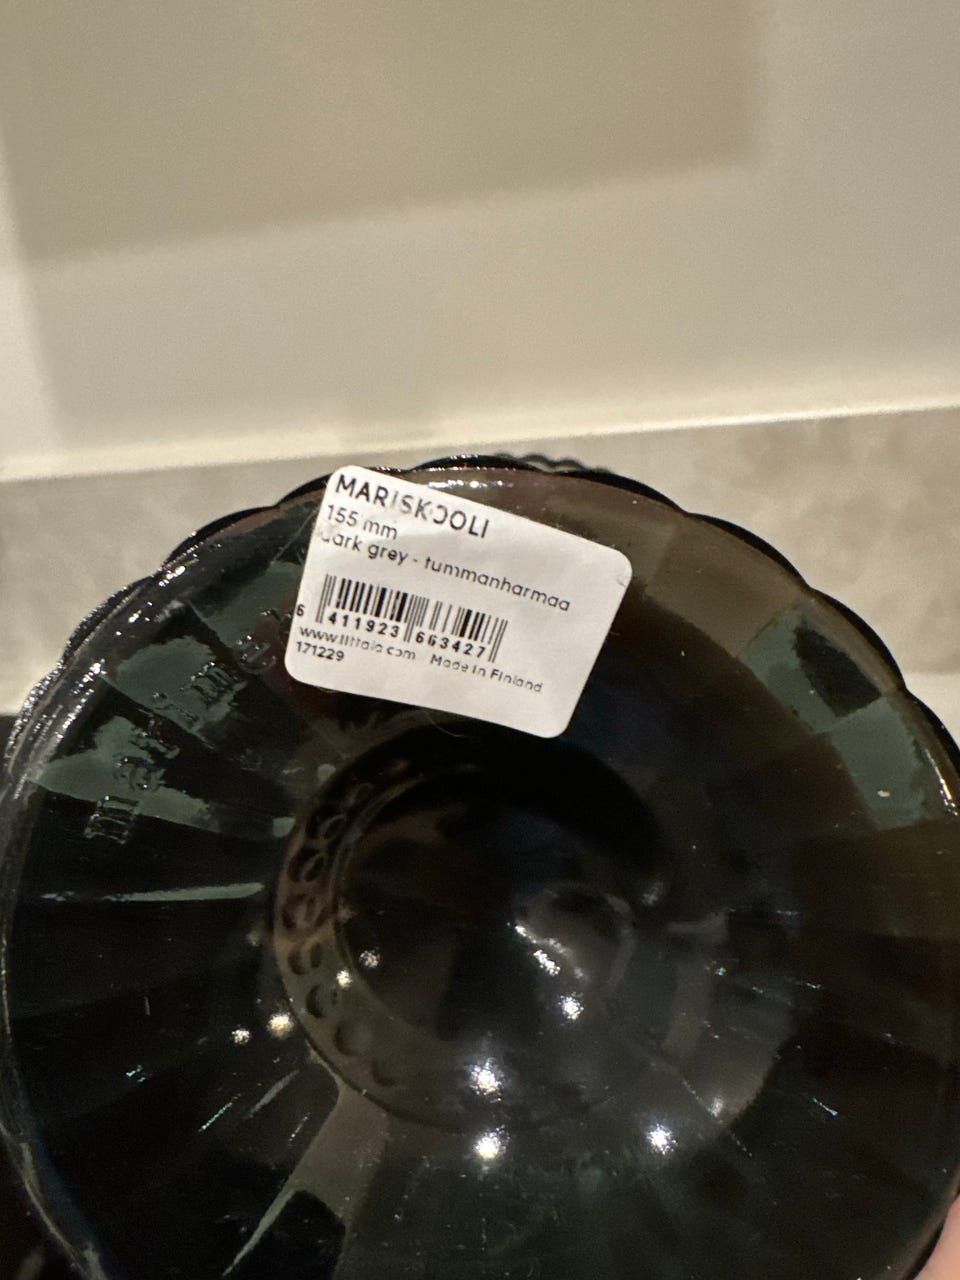 MARISKOOLI
155 mm
dark grey - tummanharmaa
6 411923 663427
www.iittala.com Made in Finland
171229